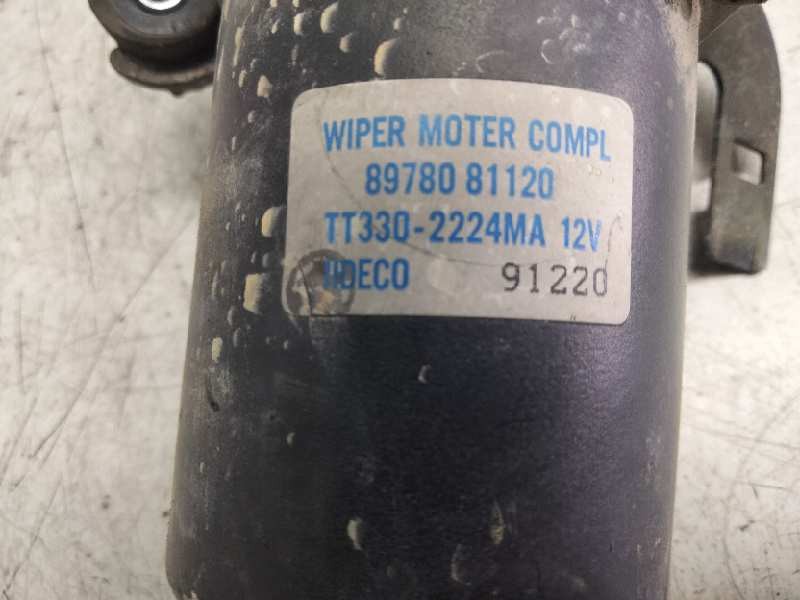 WIPER MOTER COMPL
89780 81120
TT330-2224MA 12V
91220